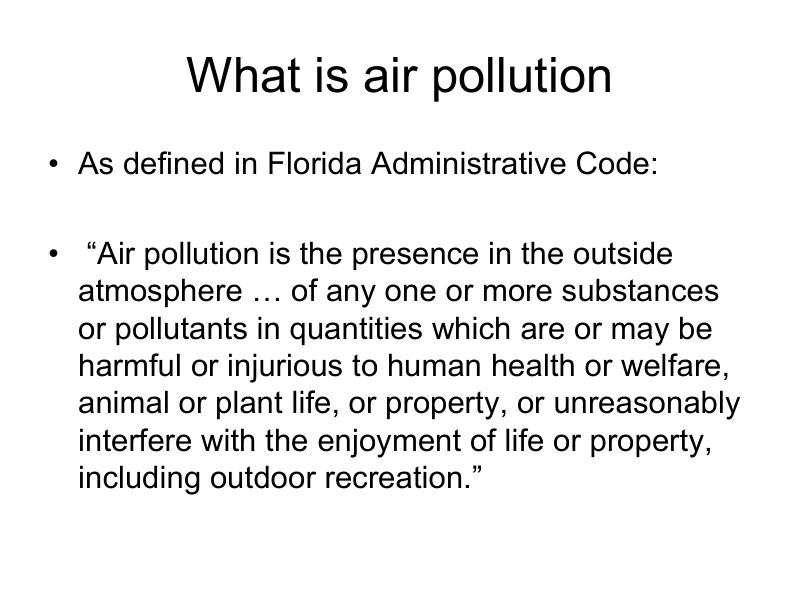 What is air pollution
• As defined in Florida Administrative Code:
• “Air pollution is the presence in the outside
atmosphere … of any one or more substances
or pollutants in quantities which are or may be
harmful or injurious to human health or welfare,
animal or plant life, or property, or unreasonably
interfere with the enjoyment of life or property,
including outdoor recreation.”